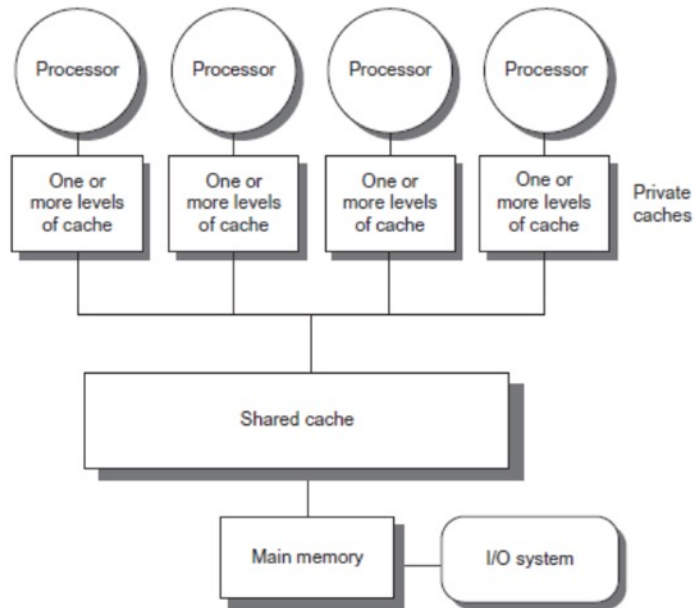 Processor
Processor
Processor
Processor
One or
more levels
of cache
One or
more levels
of cache
One or
more levels
of cache
One or
more levels
of cache
Private
caches
Shared cache
Main memory
I/O system